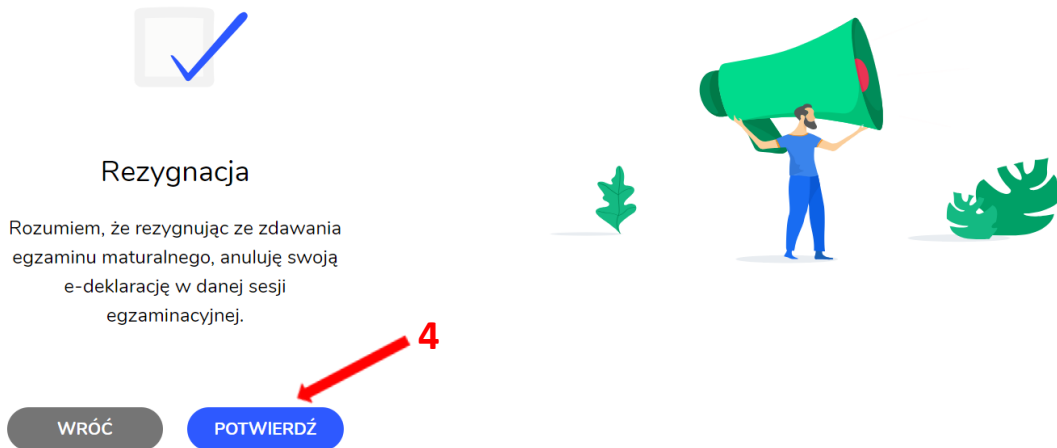 Rezygnacja
Rozumiem, że rezygnując ze zdawania
egzaminu maturalnego, anuluję swoją
e-deklarację w danej sesji
egzaminacyjnej.
4
WRÓĆ
POTWIERDŹ